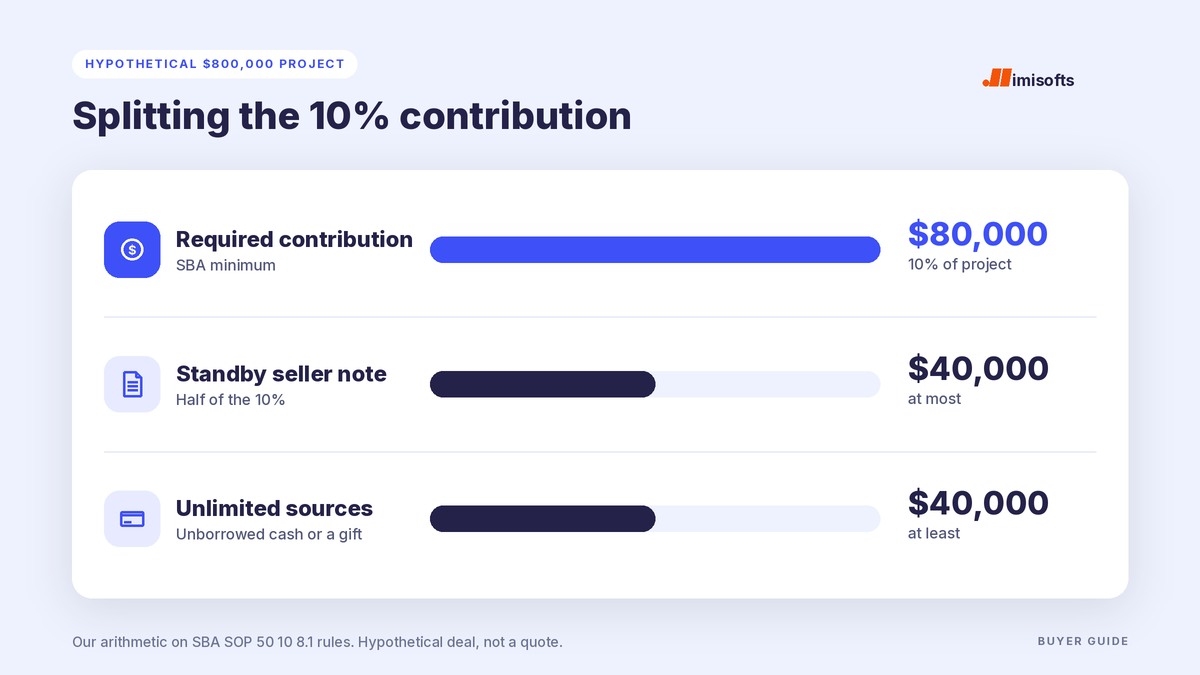 HYPOTHETICAL $800,000 PROJECT
imisofts
Splitting the 10% contribution
$
Required contribution
SBA minimum
$80,000
10% of project
Standby seller note
Half of the 10%
$40,000
at most
Unlimited sources
Unborrowed cash or a gift
$40,000
at least
Our arithmetic on SBA SOP 50 10 8.1 rules. Hypothetical deal, not a quote.
BUYER GUIDE